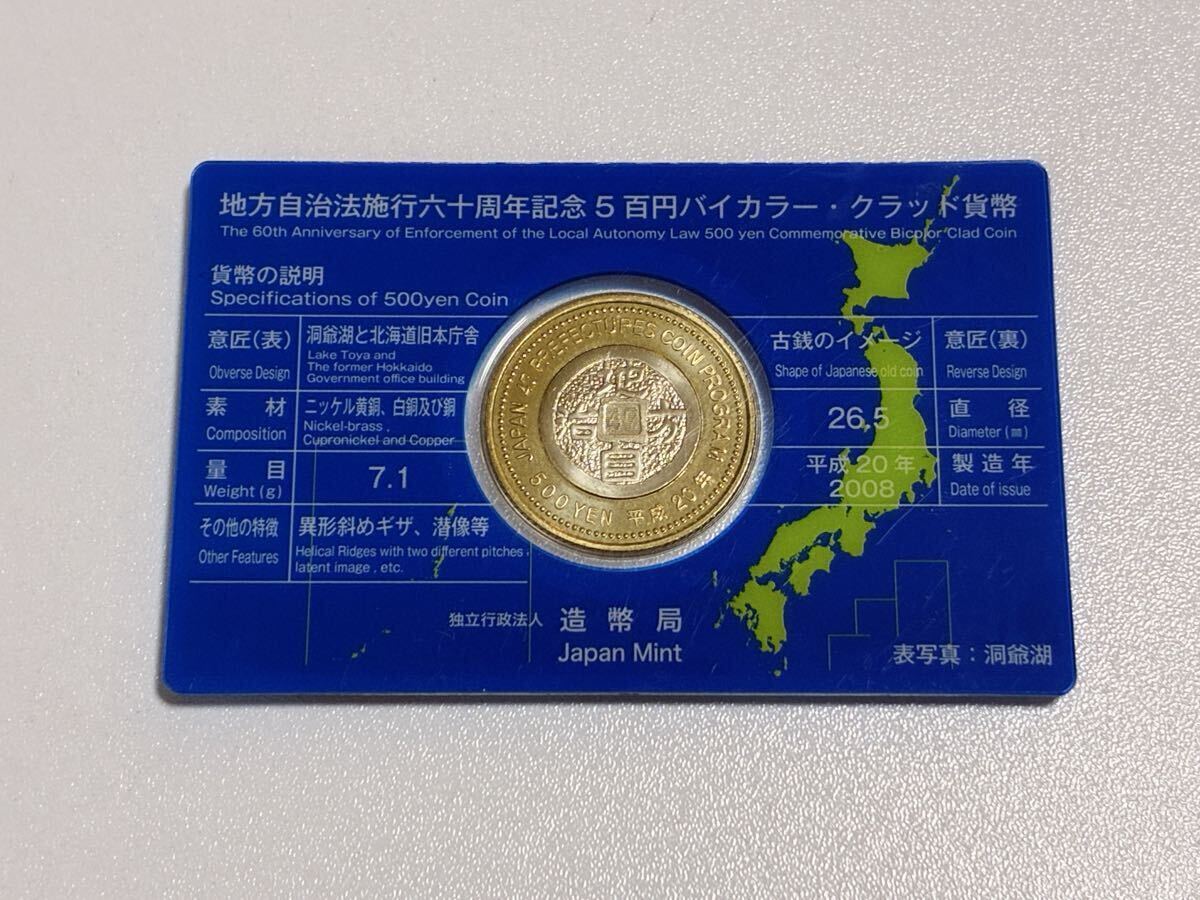 地方自治法施行六十周年記念5百円バイカラー・クラッド貨幣
The 60th Anniversary of Enforcement of the Local Autonomy Law 500 yen Commemorative Bicolor Clad Coin
貨幣の説明
Specifications of 500yen Coin
意匠(表)
Obverse Design
洞爺湖と北海道旧本庁舎
Lake Toya and
The former Hokkaido
Government office building
古銭のイメージ
Shape of Japanese old coin
意匠(裏)
Reverse Design
素材
Composition
ニッケル黄銅、白銅及び銅
Nickel-brass,
Cupronickel and Copper
26.5
直径
Diameter(㎜)
量目
Weight(g)
7.1
平成20年
2008
製造年
Date of issue
その他の特徴
Other Features
異形斜めギザ、潜像等
Helical Ridges with two different pitches,
latent image, etc.
JAPAN 47 PREFECTURES COIN PROGRAM
500 YEN 平成20年
独立行政法人 造幣局
Japan Mint
表写真：洞爺湖